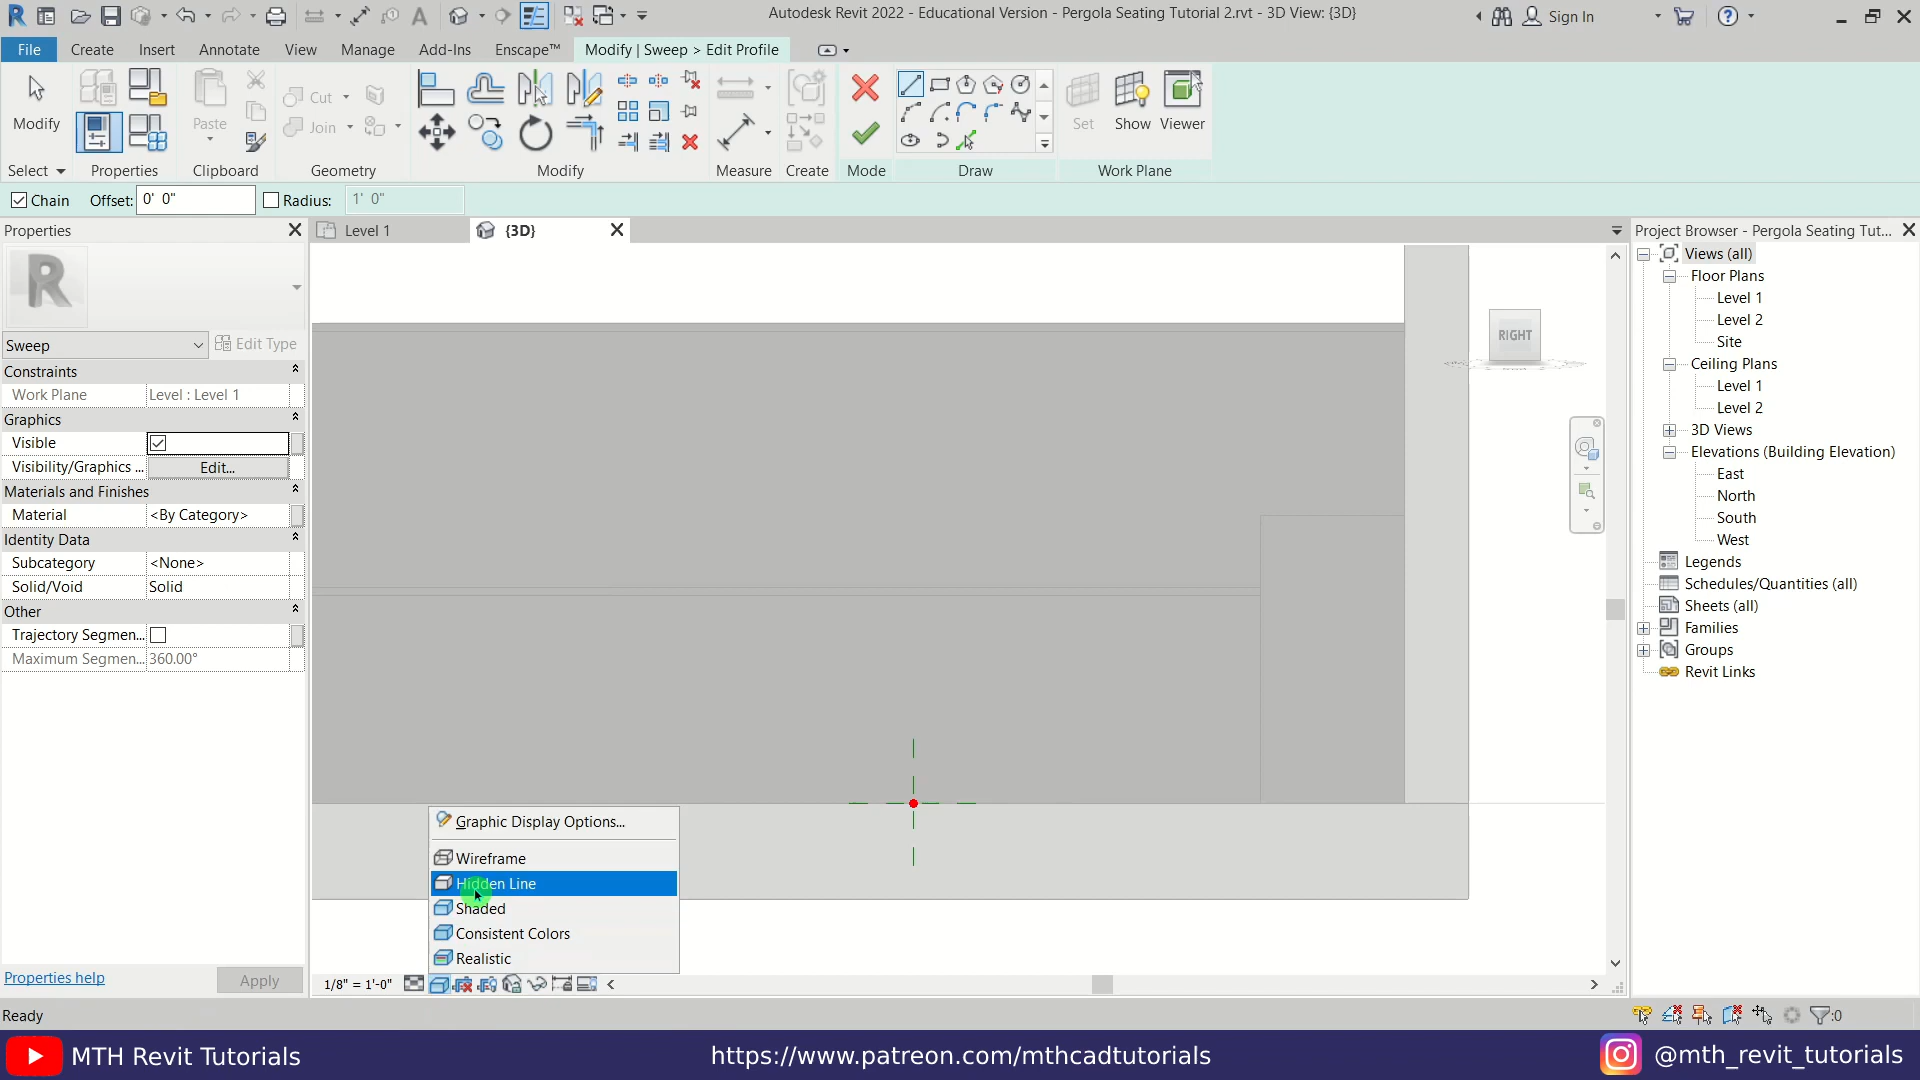 Autodesk Revit 2022 - Educational Version - Pergola Seating Tutorial 2.rvt - 3D View: {3D}
Sign In
File Create Insert Annotate View Manage Add-Ins Enscape™ Modify | Sweep > Edit Profile
Modify
Paste
Cut
Join
Set Show Viewer
Select Properties Clipboard Geometry Modify Measure Create Mode Draw Work Plane
Chain Offset: 0' 0" Radius: 1' 0"
Properties
Level 1
{3D}
Project Browser - Pergola Seating Tut...
R
Sweep
Edit Type
Constraints
Work Plane Level : Level 1
Graphics
Visible
Visibility/Graphics ... Edit...
Materials and Finishes
Material <By Category>
Identity Data
Subcategory <None>
Solid/Void Solid
Other
Trajectory Segmen...
Maximum Segmen... 360.00°
Properties help
Apply
RIGHT
Graphic Display Options...
Wireframe
Hidden Line
Shaded
Consistent Colors
Realistic
1/8" = 1'-0"
Views (all)
Floor Plans
Level 1
Level 2
Site
Ceiling Plans
Level 1
Level 2
3D Views
Elevations (Building Elevation)
East
North
South
West
Legends
Schedules/Quantities (all)
Sheets (all)
Families
Groups
Revit Links
Ready
:0
MTH Revit Tutorials
https://www.patreon.com/mthcadtutorials
@mth_revit_tutorials